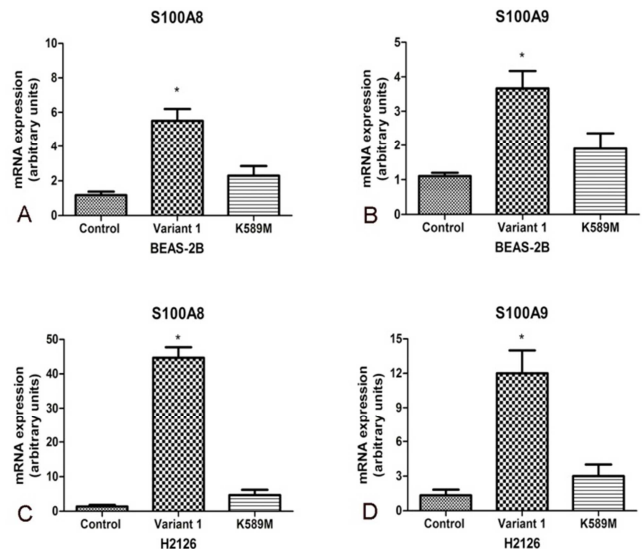 S100A8
mRNA expression
(arbitrary units)
10
8
6
4
2
0
*
Control Variant 1 K589M
BEAS-2B
A
S100A9
mRNA expression
(arbitrary units)
5
4
3
2
1
0
*
Control Variant 1 K589M
BEAS-2B
B
S100A8
mRNA expression
(arbitrary units)
50
40
30
20
10
0
*
Control Variant 1 K589M
H2126
C
S100A9
mRNA expression
(arbitrary units)
15
12
9
6
3
0
*
Control Variant 1 K589M
H2126
D